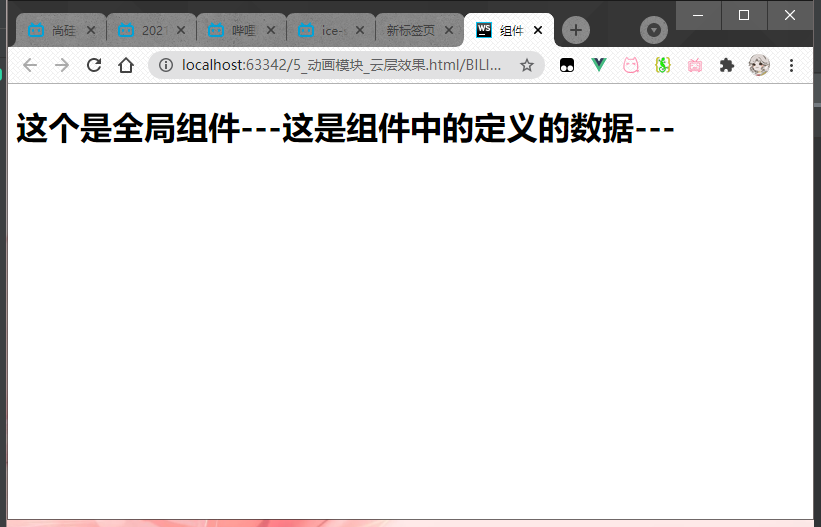 尚硅
202
哔哩
ice-
新标签页
WS
组件
localhost:63342/5_动画模块_云层效果.html/BILI...
这个是全局组件---这是组件中的定义的数据---